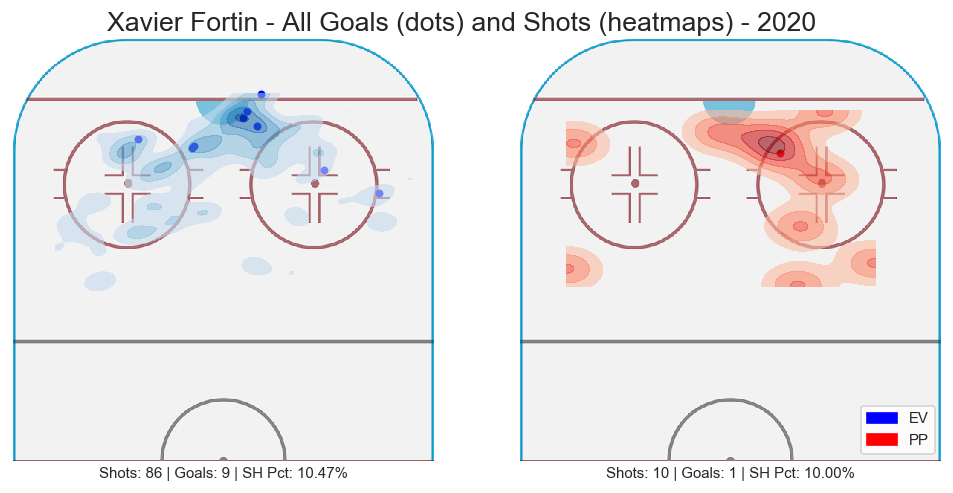 Xavier Fortin - All Goals (dots) and Shots (heatmaps) - 2020
EV
PP
Shots: 86 | Goals: 9 | SH Pct: 10.47%
Shots: 10 | Goals: 1 | SH Pct: 10.00%